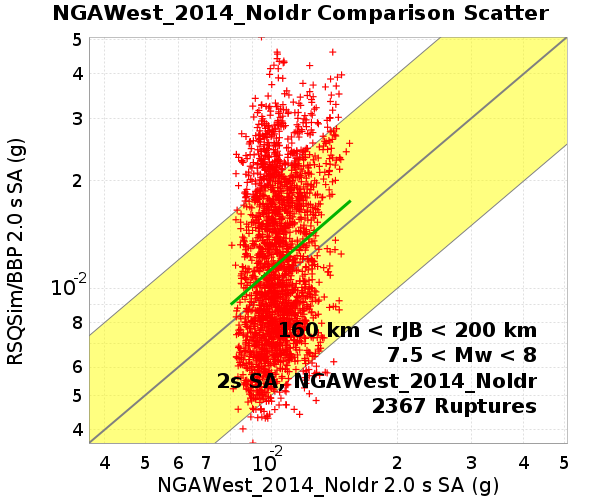 NGAWest_2014_NoIdr Comparison Scatter
RSQSim/BBP 2.0 s SA (g)
5
4
3
2
10-2
8
6
5
4
160 km < rJB < 200 km
7.5 < Mw < 8
2s SA, NGAWest_2014_NoIdr
2367 Ruptures
4 5 6 7 10-2 2 3 4 5
NGAWest_2014_NoIdr 2.0 s SA (g)